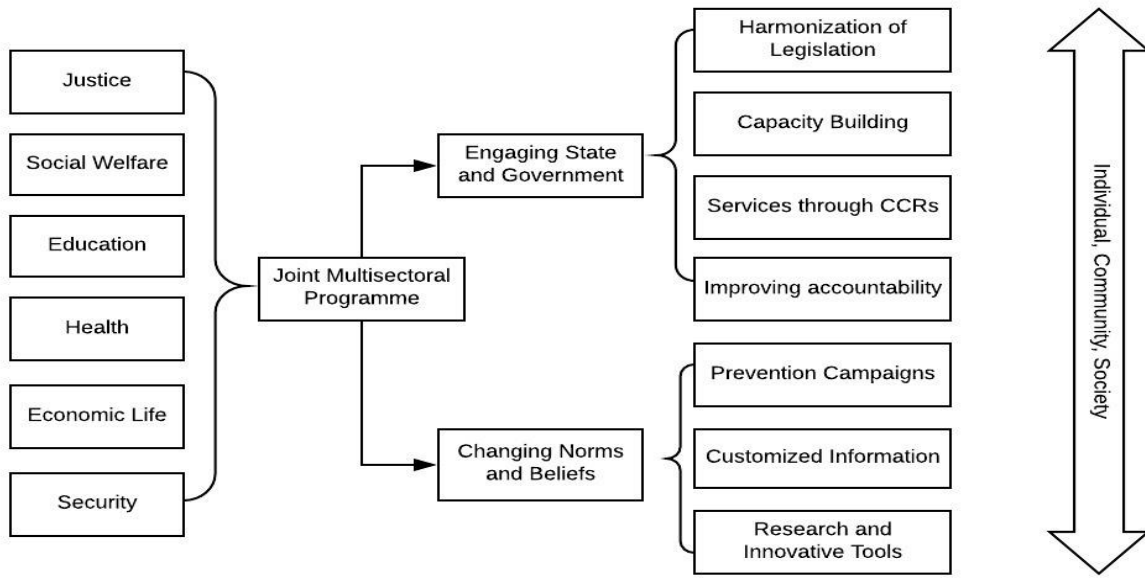 Justice
Social Welfare
Education
Health
Economic Life
Security
Joint Multisectoral
Programme
Engaging State
and Government
Changing Norms
and Beliefs
Harmonization of
Legislation
Capacity Building
Services through CCRs
Improving accountability
Prevention Campaigns
Customized Information
Research and
Innovative Tools
Individual, Community, Society